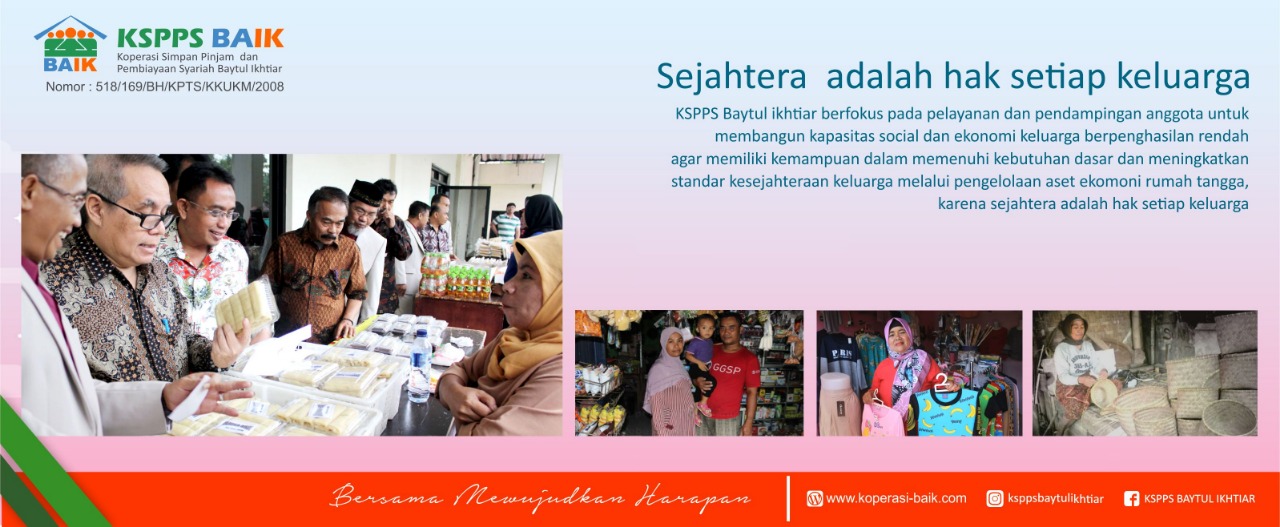 BAIK
KSPPS BAIK
Koperasi Simpan Pinjam dan
Pembiayaan Syariah Baytul Ikhtiar
Nomor : 518/169/BH/KPTS/KKUKM/2008
Sejahtera adalah hak setiap keluarga
KSPPS Baytul ikhtiar berfokus pada pelayanan dan pendampingan anggota untuk
membangun kapasitas social dan ekonomi keluarga berpenghasilan rendah
agar memiliki kemampuan dalam memenuhi kebutuhan dasar dan meningkatkan
standar kesejahteraan keluarga melalui pengelolaan aset ekomoni rumah tangga,
karena sejahtera adalah hak setiap keluarga
GGSP
2
Bersama Mewujudkan Harapan
www.koperasi-baik.com
ksppsbaytulikhtiar
KSPPS BAYTUL IKHTIAR